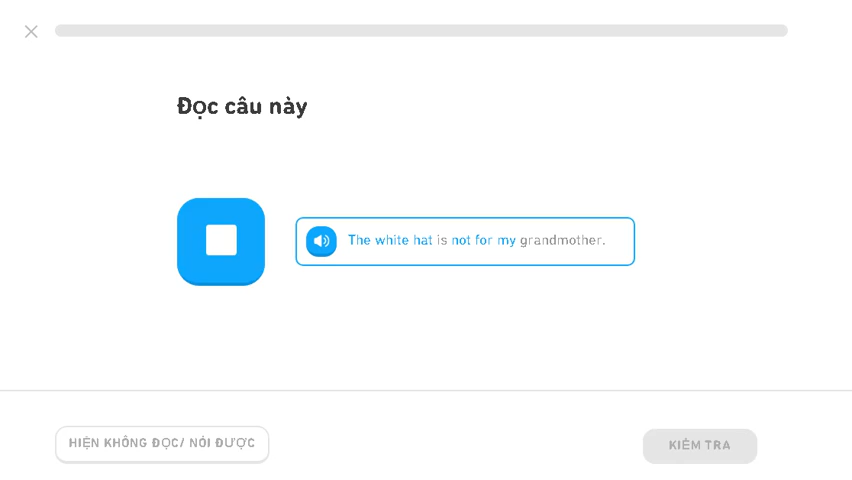 Đọc câu này
The white hat is not for my grandmother.
HIỆN KHÔNG ĐỌC/ NÓI ĐƯỢC
KIỂM TRA